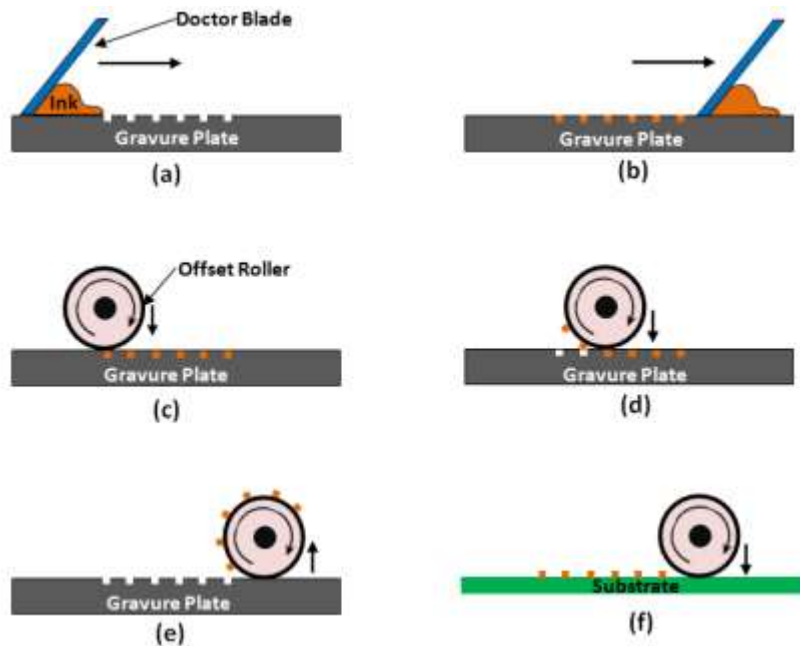 Doctor Blade
Ink
Gravure Plate
(a)
Gravure Plate
(b)
Offset Roller
Gravure Plate
(c)
Gravure Plate
(d)
Gravure Plate
(e)
Substrate
(f)